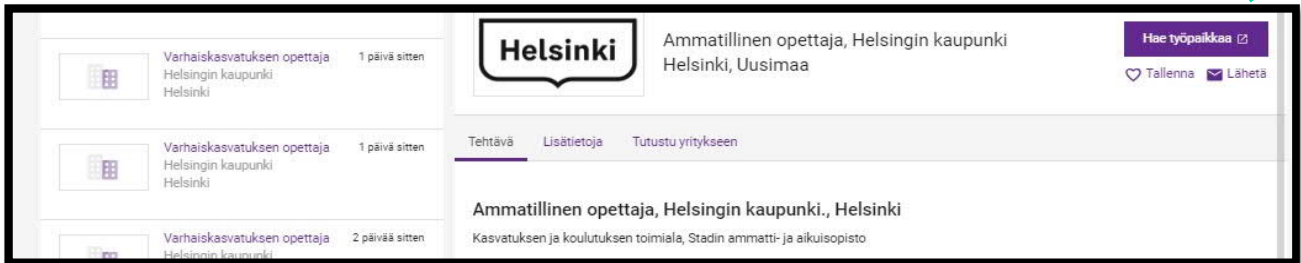 Varhaiskasvatuksen opettaja 1 päivä sitten
Helsingin kaupunki
Helsinki
Varhaiskasvatuksen opettaja 1 päivä sitten
Helsingin kaupunki
Helsinki
Varhaiskasvatuksen opettaja 2 päivää sitten
Helsingin kaupunki
Helsinki
Ammatillinen opettaja, Helsingin kaupunki
Helsinki, Uusimaa
Hae työpaikkaa
Tallenna Lähetä
Tehtävä Lisätietoja Tutustu yritykseen
Ammatillinen opettaja, Helsingin kaupunki., Helsinki
Kasvatuksen ja koulutuksen toimiala, Stadin ammatti- ja aikuisopisto